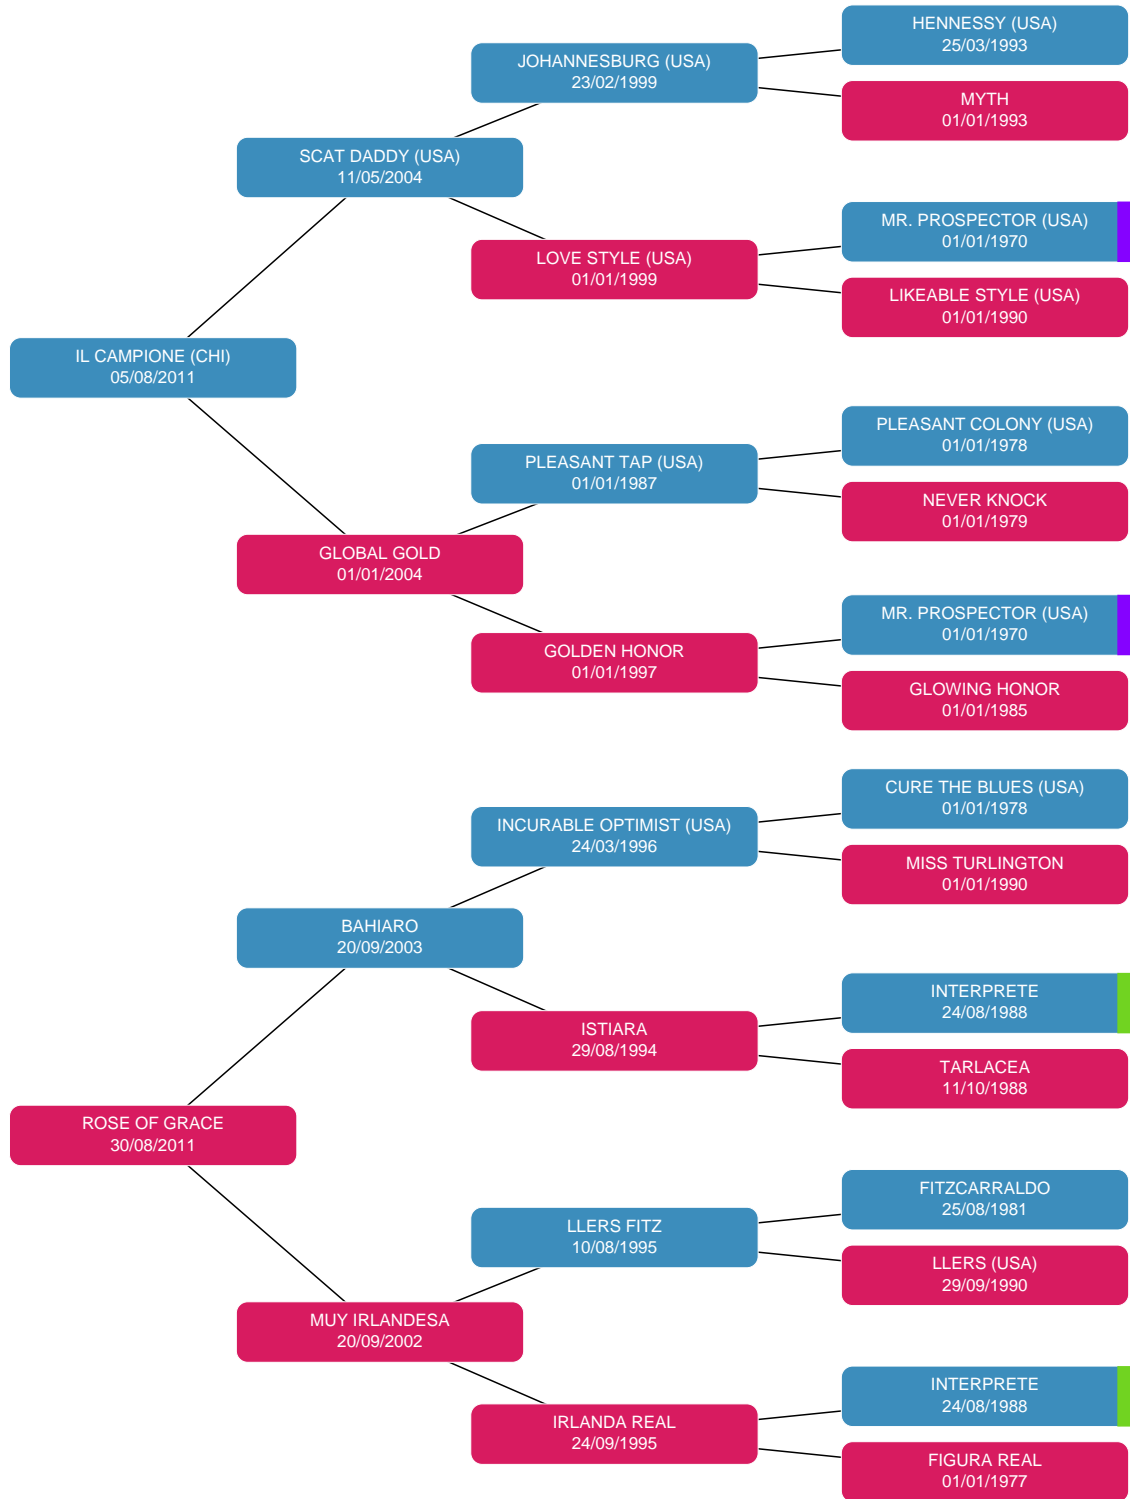 HENNESSY (USA)
25/03/1993
JOHANNESBURG (USA)
23/02/1999
MYTH
01/01/1993
SCAT DADDY (USA)
11/05/2004
MR. PROSPECTOR (USA)
01/01/1970
LOVE STYLE (USA)
01/01/1999
LIKEABLE STYLE (USA)
01/01/1990
IL CAMPIONE (CHI)
05/08/2011
PLEASANT COLONY (USA)
01/01/1978
PLEASANT TAP (USA)
01/01/1987
NEVER KNOCK
01/01/1979
GLOBAL GOLD
01/01/2004
MR. PROSPECTOR (USA)
01/01/1970
GOLDEN HONOR
01/01/1997
GLOWING HONOR
01/01/1985
CURE THE BLUES (USA)
01/01/1978
INCURABLE OPTIMIST (USA)
24/03/1996
MISS TURLINGTON
01/01/1990
BAHIARO
20/09/2003
INTERPRETE
24/08/1988
ISTIARA
29/08/1994
TARLACEA
11/10/1988
ROSE OF GRACE
30/08/2011
FITZCARRALDO
25/08/1981
LLERS FITZ
10/08/1995
LLERS (USA)
29/09/1990
MUY IRLANDESA
20/09/2002
INTERPRETE
24/08/1988
IRLANDA REAL
24/09/1995
FIGURA REAL
01/01/1977